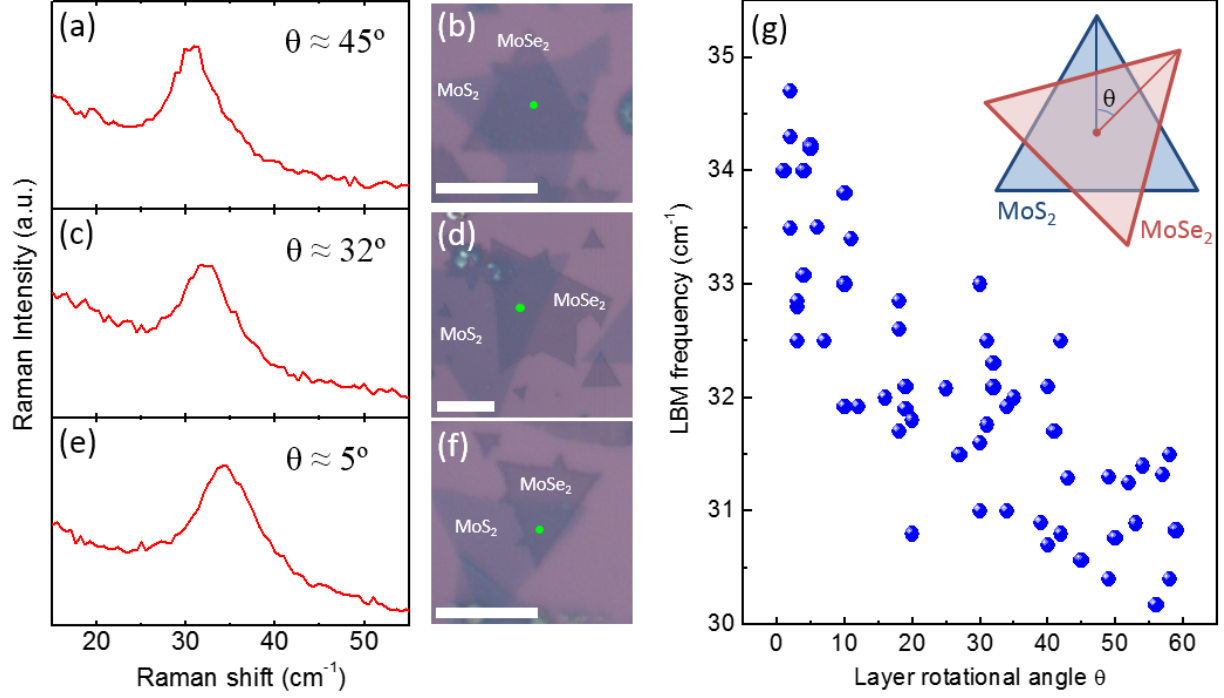 (a)
θ ≈ 45º
(c)
θ ≈ 32º
(e)
θ ≈ 5º
Raman Intensity (a.u.)
20 30 40 50
Raman shift (cm⁻¹)
(b)
MoSe₂
MoS₂
(d)
MoSe₂
MoS₂
(f)
MoSe₂
MoS₂
(g)
θ
MoS₂
MoSe₂
LBM frequency (cm⁻¹)
35
34
33
32
31
30
0 10 20 30 40 50 60
Layer rotational angle θ